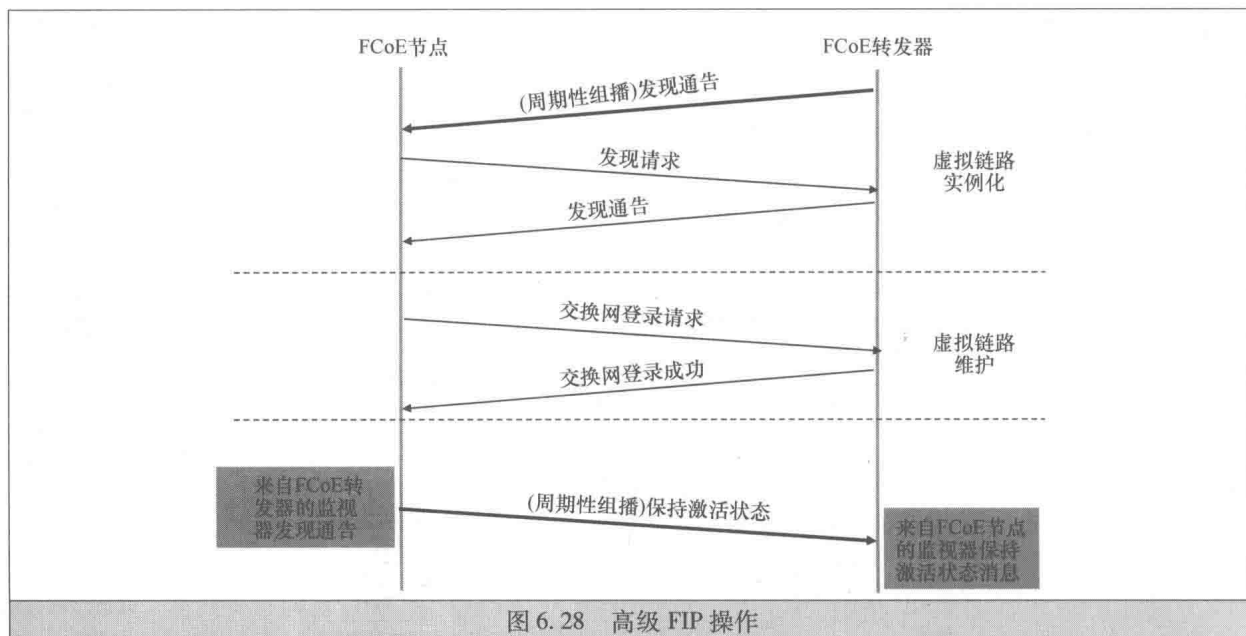 FCoE节点
FCoE转发器
(周期性组播)发现通告
发现请求
发现通告
虚拟链路
实例化
交换网登录请求
交换网登录成功
虚拟链路
维护
来自FCoE转
发器的监视
器发现通告
(周期性组播)保持激活状态
来自FCoE节点
的监视器保持
激活状态消息
图 6.28 高级 FIP 操作